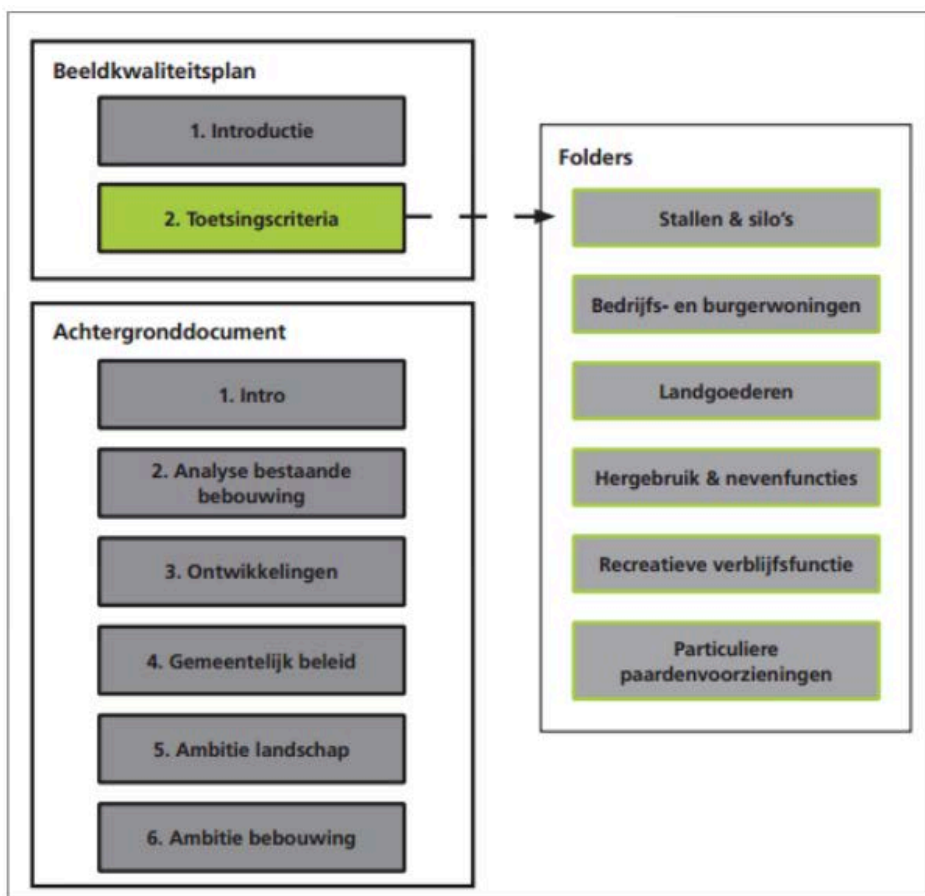 Beeldkwaliteitsplan
1. Introductie
2. Toetsingscriteria
Achtergronddocument
1. Intro
2. Analyse bestaande
bebouwing
3. Ontwikkelingen
4. Gemeentelijk beleid
5. Ambitie landschap
6. Ambitie bebouwing
Folders
Stallen & silo's
Bedrijfs- en burgerwoningen
Landgoederen
Hergebruik & nevenfuncties
Recreatieve verblijfsfunctie
Particuliere
paardenvoorzieningen